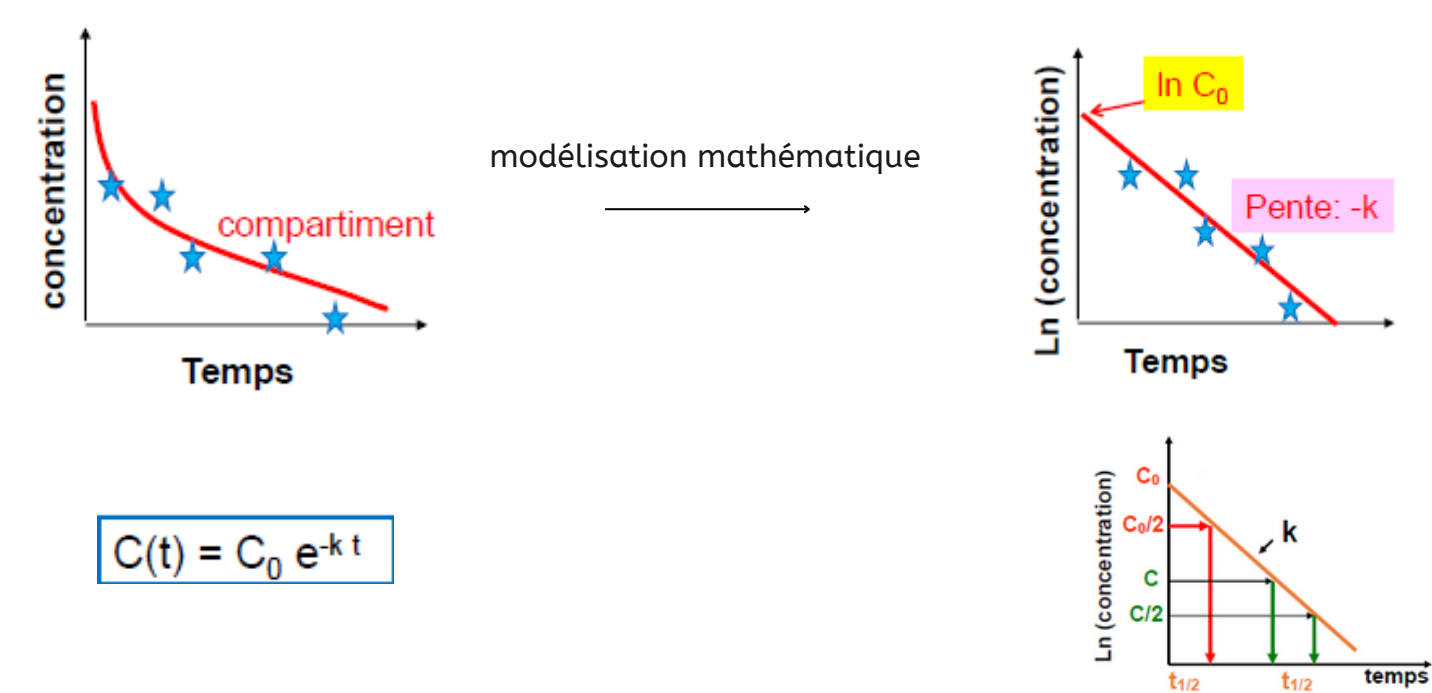 concentration
compartiment
Temps
modélisation mathématique
Ln (concentration)
ln C₀
Pente: -k
Temps
C(t) = C₀ e⁻ᵏ ᵗ
Ln (concentration)
C₀
C₀/2
k
C
C/2
t₁/₂
t₁/₂
temps